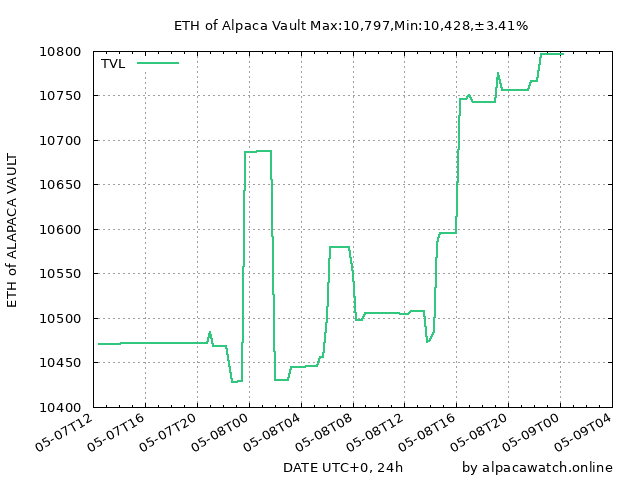 ETH of Alpaca Vault Max:10,797,Min:10,428,±3.41%
TVL
10800
10750
10700
10650
10600
10550
10500
10450
10400
ETH of ALAPACA VAULT
05-07T12
05-07T16
05-07T20
05-08T00
05-08T04
05-08T08
05-08T12
05-08T16
05-08T20
05-09T00
05-09T04
DATE UTC+0, 24h
by alpacawatch.online